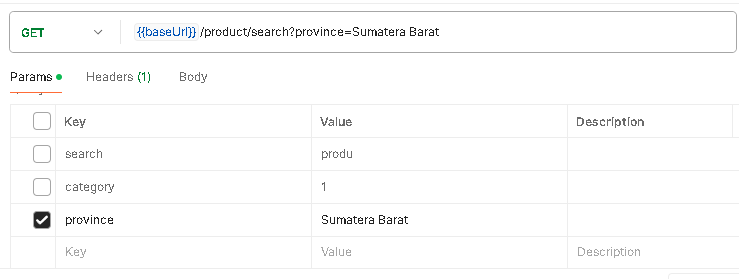 GET {{baseUrl}} /product/search?province=Sumatera Barat
Params Headers (1) Body
Key Value Description
search produ
category 1
province Sumatera Barat
Key Value Description